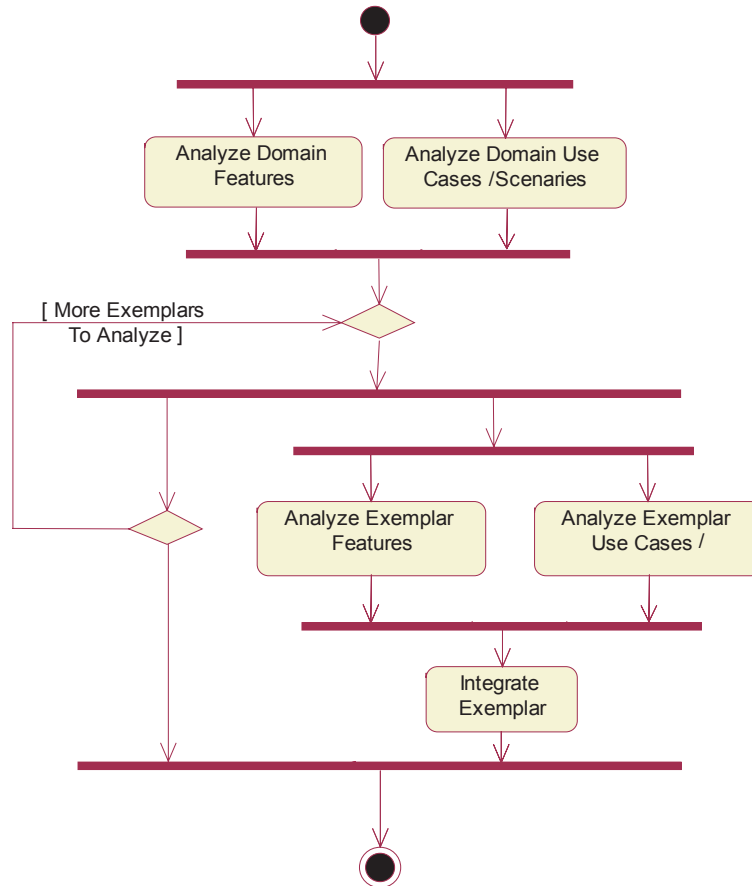 Analyze Domain
Features
Analyze Domain Use
Cases /Scenaries
[ More Exemplars
To Analyze ]
Analyze Exemplar
Features
Analyze Exemplar
Use Cases /
Integrate
Exemplar